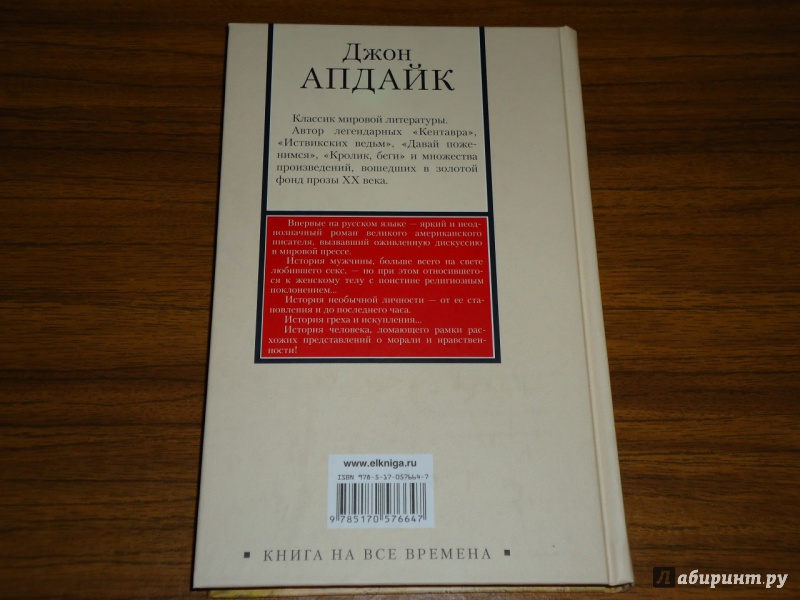 Джон
АПДАЙК
Классик мировой литературы.
Автор легендарных «Кентавра»,
«Иствикских ведьм», «Давай поже-
нимся», «Кролик, беги» и множества
произведений, вошедших в золотой
фонд прозы XX века.
Впервые на русском языке — яркий и неод-
нозначный роман великого американского
писателя, вызвавший оживленную дискуссию
в мировой прессе.
История мужчины, больше всего на свете
любившего секс, — но при этом относившего-
ся к женскому телу с поистине религиозным
поклонением...
История необычной личности — от ее ста-
новления и до последнего часа.
История греха и искупления...
История человека, ломающего рамки рас-
хожих представлений о морали и нравствен-
ности!
www.elkniga.ru
ISBN 978-5-17-057664-7
9 785170 576647
КНИГА НА ВСЕ ВРЕМЕНА
Лабиринт.ру